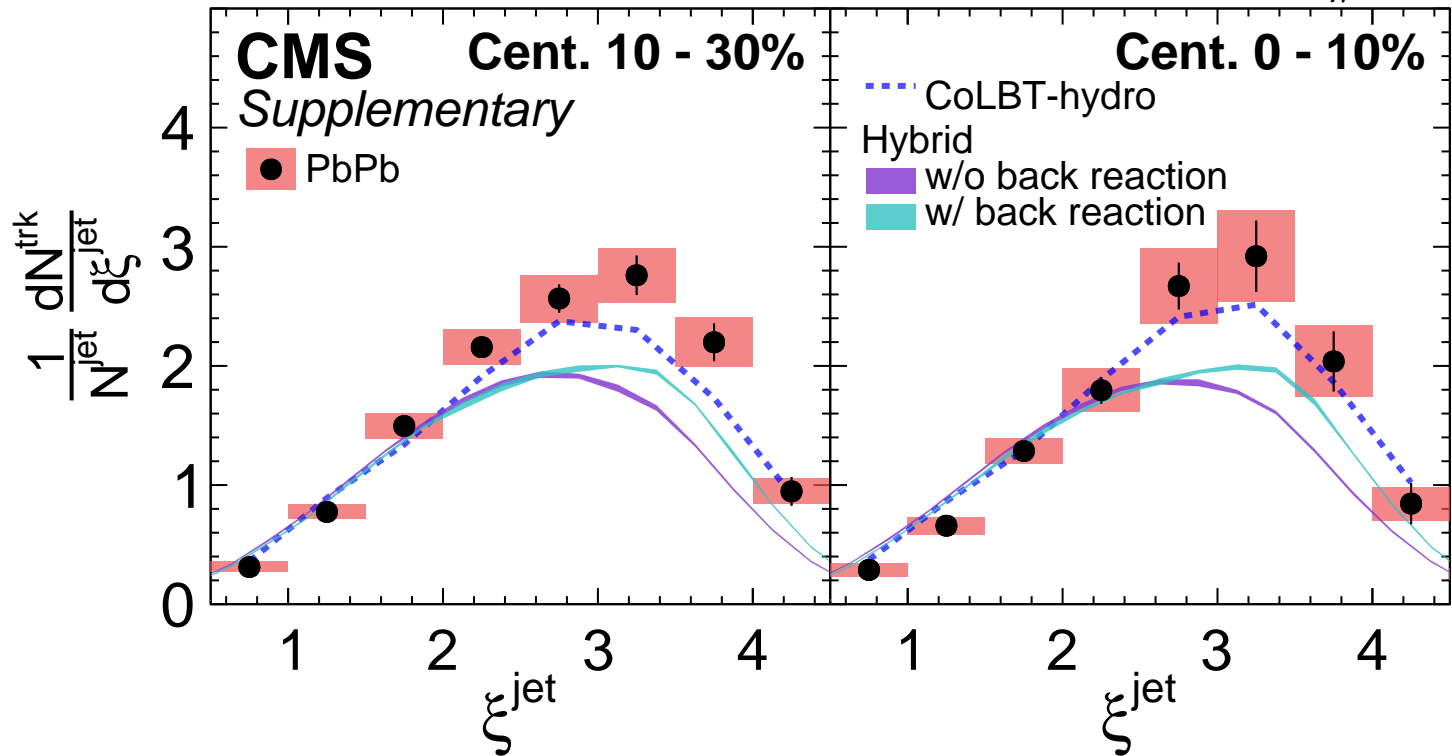 CMS
Supplementary
Cent. 10 - 30%
PbPb
Cent. 0 - 10%
CoLBT-hydro
Hybrid
w/o back reaction
w/ back reaction
1 dN^trk
N^jet dξ^jet
4
3
2
1
0
1 2 3 4
1 2 3 4
ξ^jet
ξ^jet